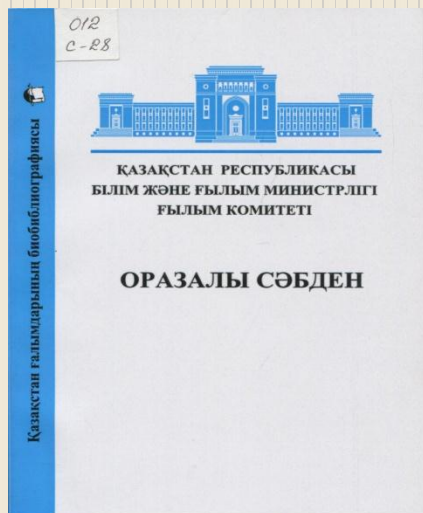 012
С-28
ҚАЗАҚСТАН РЕСПУБЛИКАСЫ
БІЛІМ ЖӘНЕ ҒЫЛЫМ МИНИСТРЛІГІ
ҒЫЛЫМ КОМИТЕТІ
ОРАЗАЛЫ СӘБДЕН
Қазақстан ғалымдарының биобиблиографиясы